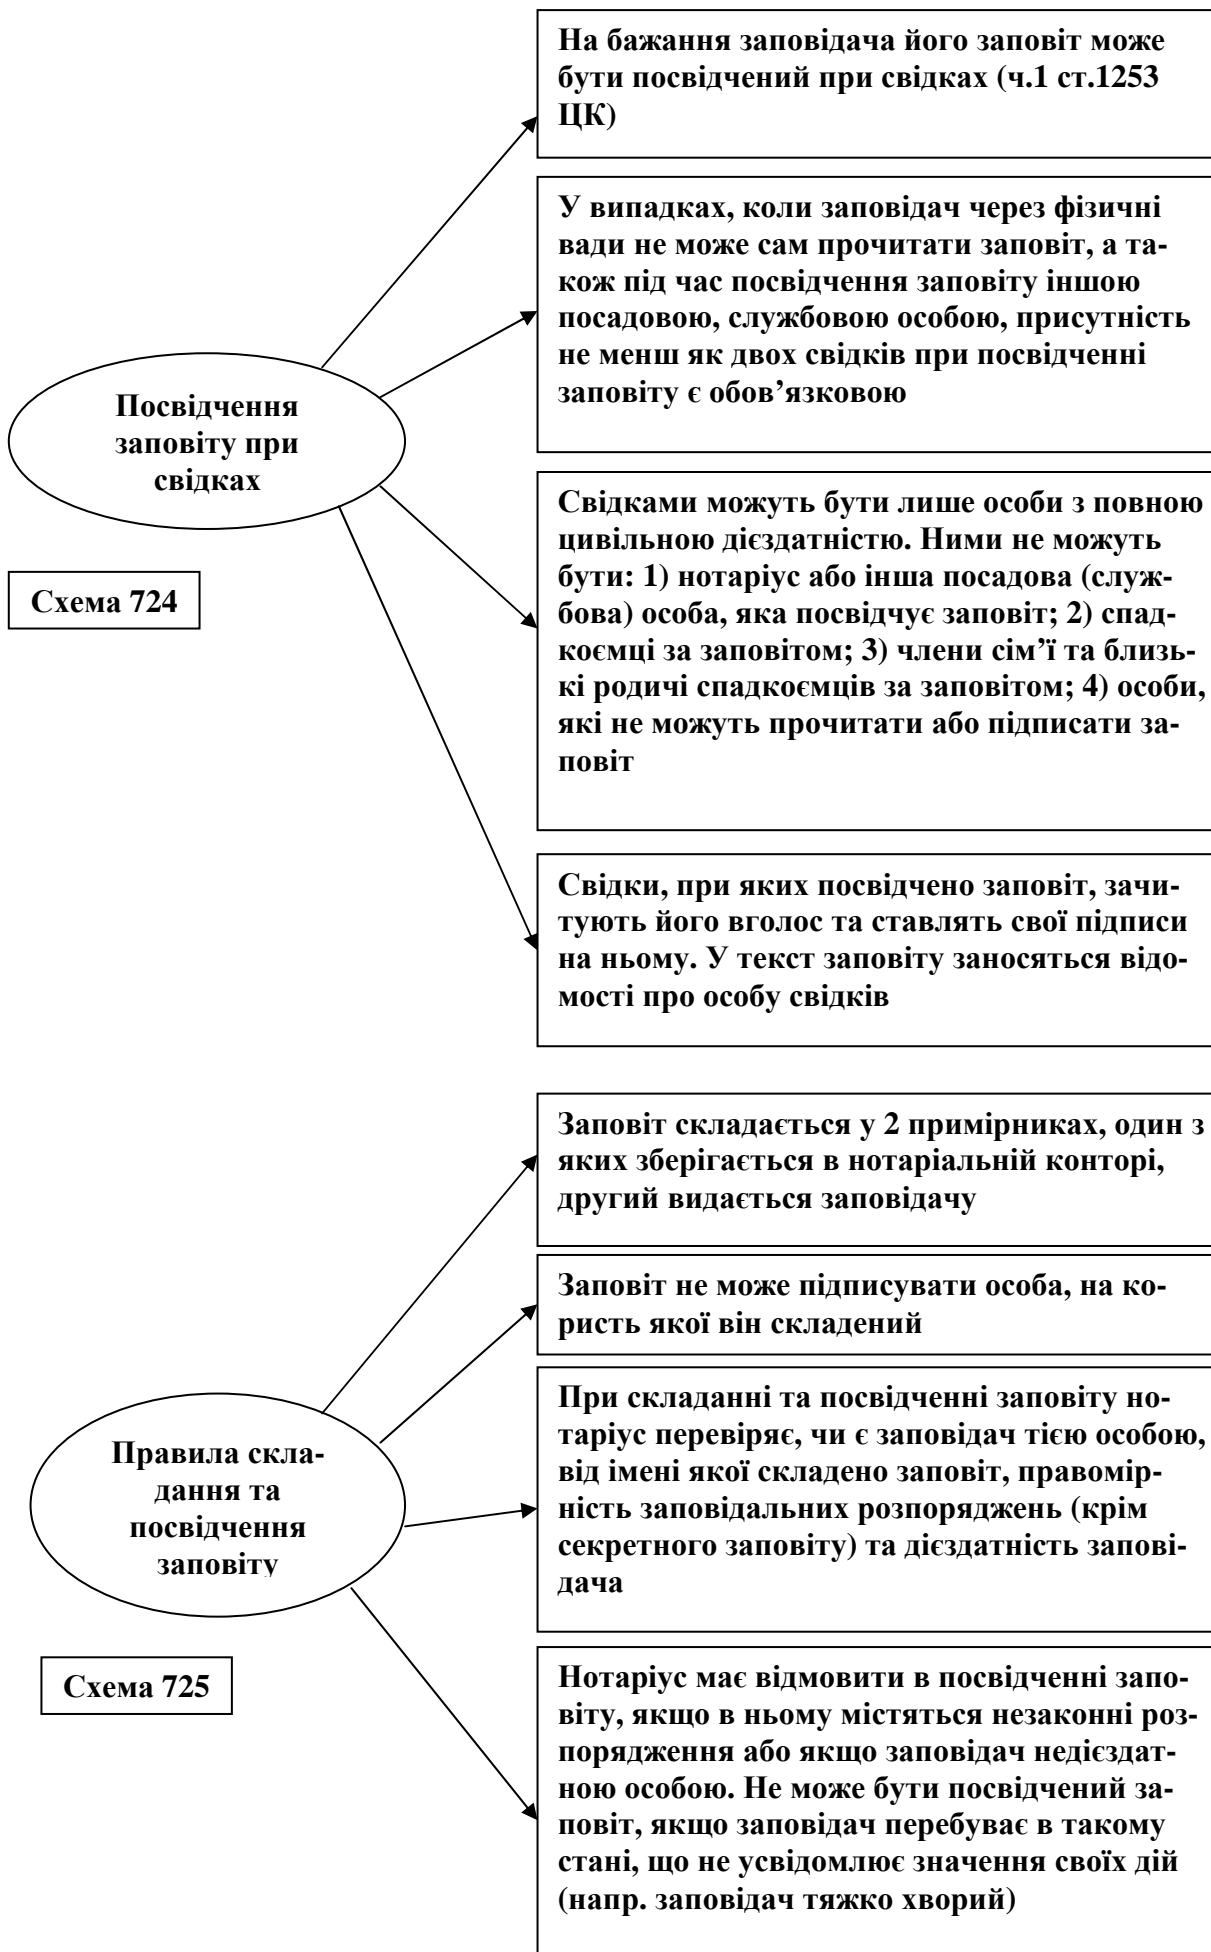 На бажання заповідача його заповіт може
бути посвідчений при свідках (ч.1 ст.1253
ЦК)
У випадках, коли заповідач через фізичні
вади не може сам прочитати заповіт, а та-
кож під час посвідчення заповіту іншою
посадовою, службовою особою, присутність
не менш як двох свідків при посвідченні
заповіту є обов’язковою
Посвідчення
заповіту при
свідках
Свідками можуть бути лише особи з повною
цивільною дієздатністю. Ними не можуть
бути: 1) нотаріус або інша посадова (служ-
бова) особа, яка посвідчує заповіт; 2) спад-
коємці за заповітом; 3) члени сім’ї та близь-
кі родичі спадкоємців за заповітом; 4) особи,
які не можуть прочитати або підписати за-
повіт
Схема 724
Свідки, при яких посвідчено заповіт, зачи-
тують його вголос та ставлять свої підписи
на ньому. У текст заповіту заносяться відо-
мості про особу свідків
Заповіт складається у 2 примірниках, один з
яких зберігається в нотаріальній конторі,
другий видається заповідачу
Заповіт не може підписувати особа, на ко-
ристь якої він складений
При складанні та посвідченні заповіту но-
таріус перевіряє, чи є заповідач тією особою,
від імені якої складено заповіт, правомір-
ність заповідальних розпоряджень (крім
секретного заповіту) та дієздатність запові-
дача
Правила скла-
дання та
посвідчення
заповіту
Схема 725
Нотаріус має відмовити в посвідченні запо-
віту, якщо в ньому містяться незаконні роз-
порядження або якщо заповідач недієздат-
ною особою. Не може бути посвідчений за-
повіт, якщо заповідач перебуває в такому
стані, що не усвідомлює значення своїх дій
(напр. заповідач тяжко хворий)